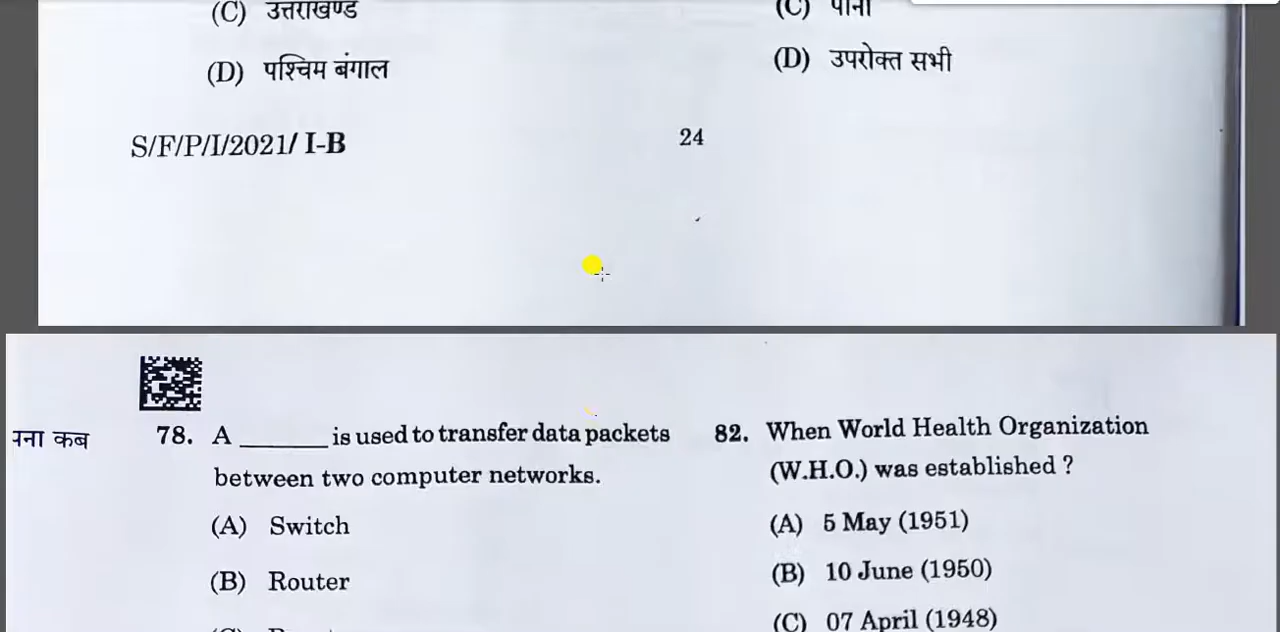 (C) उत्तराखण्ड
(D) पश्चिम बंगाल
(C) पानी
(D) उपरोक्त सभी
S/F/P/I/2021/ I-B
24
कब
78. A ______ is used to transfer data packets
between two computer networks.
(A) Switch
(B) Router
82. When World Health Organization
(W.H.O.) was established ?
(A) 5 May (1951)
(B) 10 June (1950)
(C) 07 April (1948)